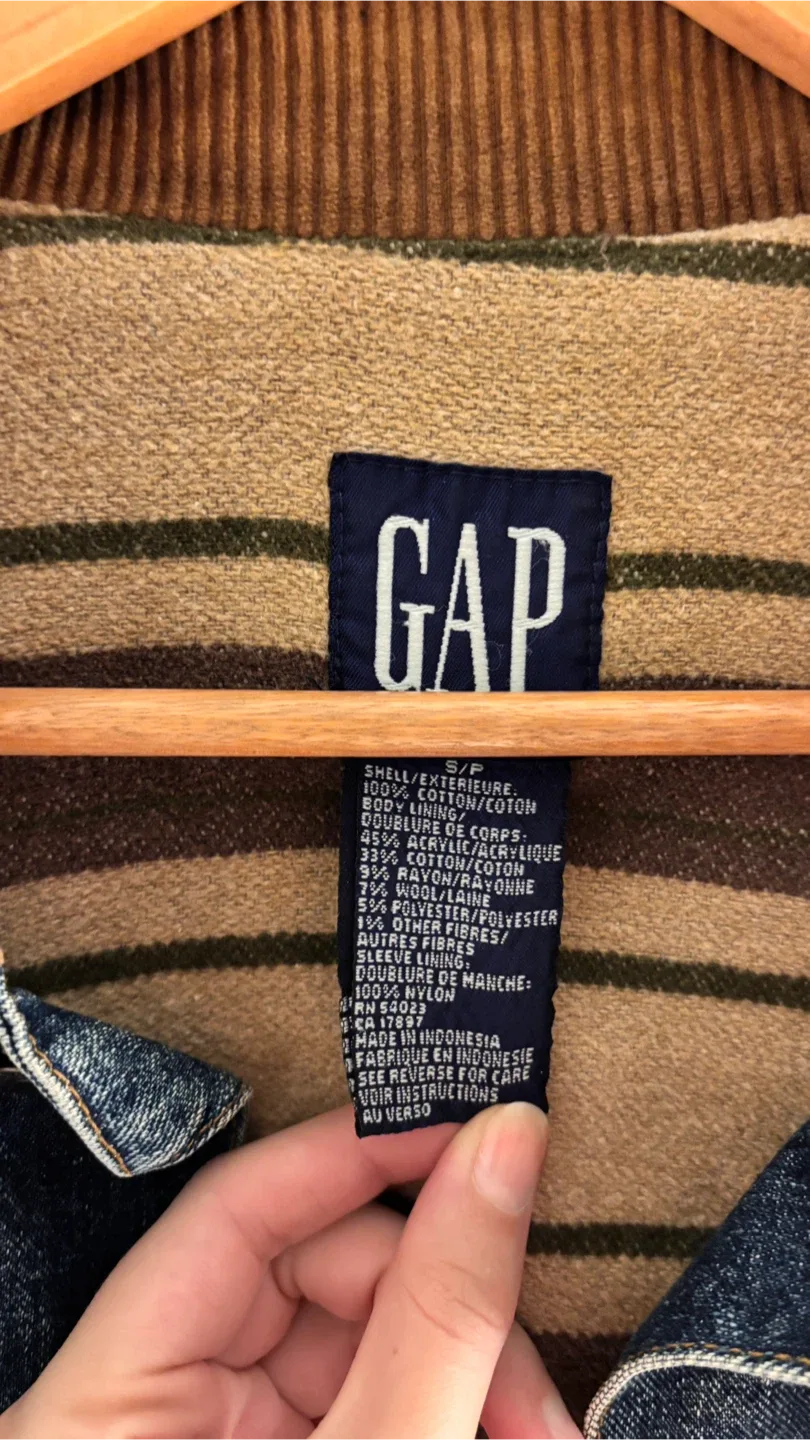 GAP
S/P
SHELL/EXTERIEURE:
100% COTTON/COTON
BODY LINING/
DOUBLURE DE CORPS:
45% ACRYLIC/ACRYLIQUE
33% COTTON/COTON
9% RAYON/RAYONNE
7% WOOL/LAINE
5% POLYESTER/POLYESTER
1% OTHER FIBRES/
AUTRES FIBRES
SLEEVE LINING:
DOUBLURE DE MANCHE:
100% NYLON
RN 54023
CA 17897
MADE IN INDONESIA
FABRIQUE EN INDONESIE
SEE REVERSE FOR CARE
VOIR INSTRUCTIONS
AU VERSO